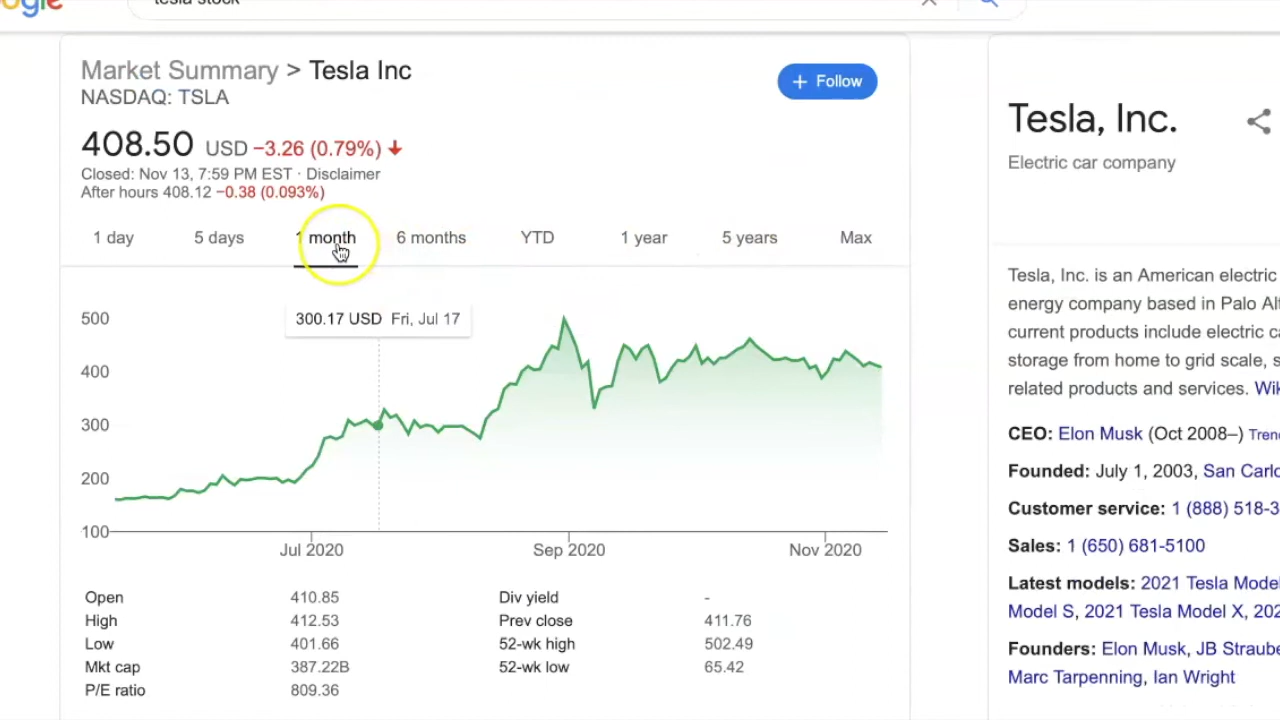 tesla stock
Market Summary > Tesla Inc
NASDAQ: TSLA
+ Follow
408.50 USD −3.26 (0.79%)
Closed: Nov 13, 7:59 PM EST · Disclaimer
After hours 408.12 −0.38 (0.093%)
1 day 5 days 1 month 6 months YTD 1 year 5 years Max
300.17 USD Fri, Jul 17
500
400
300
200
100
Jul 2020 Sep 2020 Nov 2020
Open 410.85 Div yield -
High 412.53 Prev close 411.76
Low 401.66 52-wk high 502.49
Mkt cap 387.22B 52-wk low 65.42
P/E ratio 809.36
Tesla, Inc.
Electric car company
Tesla, Inc. is an American electric
energy company based in Palo Al
current products include electric c
storage from home to grid scale, s
related products and services. Wik
CEO: Elon Musk (Oct 2008–) Tren
Founded: July 1, 2003, San Carlo
Customer service: 1 (888) 518-3
Sales: 1 (650) 681-5100
Latest models: 2021 Tesla Model
Model S, 2021 Tesla Model X, 202
Founders: Elon Musk, JB Straube
Marc Tarpenning, Ian Wright